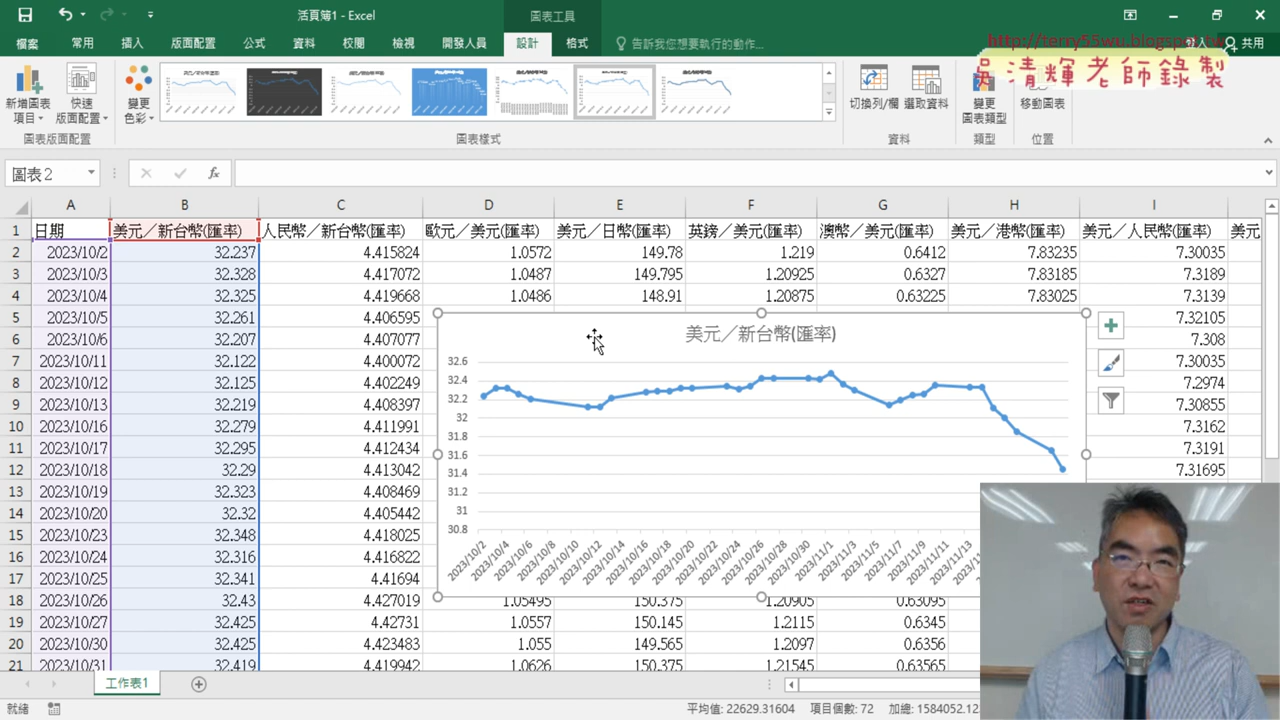 活頁簿1 - Excel
圖表工具
檔案 常用 插入 版面配置 公式 資料 校閱 檢視 開發人員 設計 格式 告訴我您想要執行的動作... 共用
http://terry55wu.blogspot.tw
吳清輝老師錄製
新增圖表項目 快速版面配置 變更色彩 切換列/欄 選取資料 變更圖表類型 移動圖表
圖表版面配置 圖表樣式 資料 類型 位置
圖表 2 fx
A B C D E F G H I
1 日期 美元／新台幣(匯率) 人民幣／新台幣(匯率) 歐元／美元(匯率) 美元／日幣(匯率) 英鎊／美元(匯率) 澳幣／美元(匯率) 美元／港幣(匯率) 美元／人民幣(匯率) 美元
2 2023/10/2 32.237 4.415824 1.0572 149.78 1.219 0.6412 7.83235 7.30035
3 2023/10/3 32.328 4.417072 1.0487 149.795 1.20925 0.6327 7.83185 7.3189
4 2023/10/4 32.325 4.419668 1.0486 148.91 1.20875 0.63225 7.83025 7.3139
5 2023/10/5 32.261 4.406595 7.32105
6 2023/10/6 32.207 4.407077 7.308
7 2023/10/11 32.122 4.400072 7.30035
8 2023/10/12 32.125 4.402249 7.2974
9 2023/10/13 32.219 4.408397 7.30855
10 2023/10/16 32.279 4.411991 7.3162
11 2023/10/17 32.295 4.412434 7.3191
12 2023/10/18 32.29 4.413042 7.31695
13 2023/10/19 32.323 4.408469
14 2023/10/20 32.32 4.405442
15 2023/10/23 32.348 4.418025
16 2023/10/24 32.316 4.416822
17 2023/10/25 32.341 4.41694
18 2023/10/26 32.43 4.427019 1.05495 150.375 1.20905 0.63095
19 2023/10/27 32.425 4.42731 1.0557 150.145 1.2115 0.6345
20 2023/10/30 32.425 4.423483 1.055 149.565 1.2097 0.6356
21 2023/10/31 32.419 4.419942 1.0626 150.375 1.21545 0.63565
美元／新台幣(匯率)
32.6
32.4
32.2
32
31.8
31.6
31.4
31.2
31
30.8
2023/10/2 2023/10/4 2023/10/6 2023/10/8 2023/10/10 2023/10/12 2023/10/14 2023/10/16 2023/10/18 2023/10/20 2023/10/22 2023/10/24 2023/10/26 2023/10/28 2023/10/30 2023/11/1 2023/11/3 2023/11/5 2023/11/7 2023/11/9 2023/11/11 2023/11/13
工作表1
就緒 平均值: 22629.31604 項目個數: 72 加總: 1584052.12